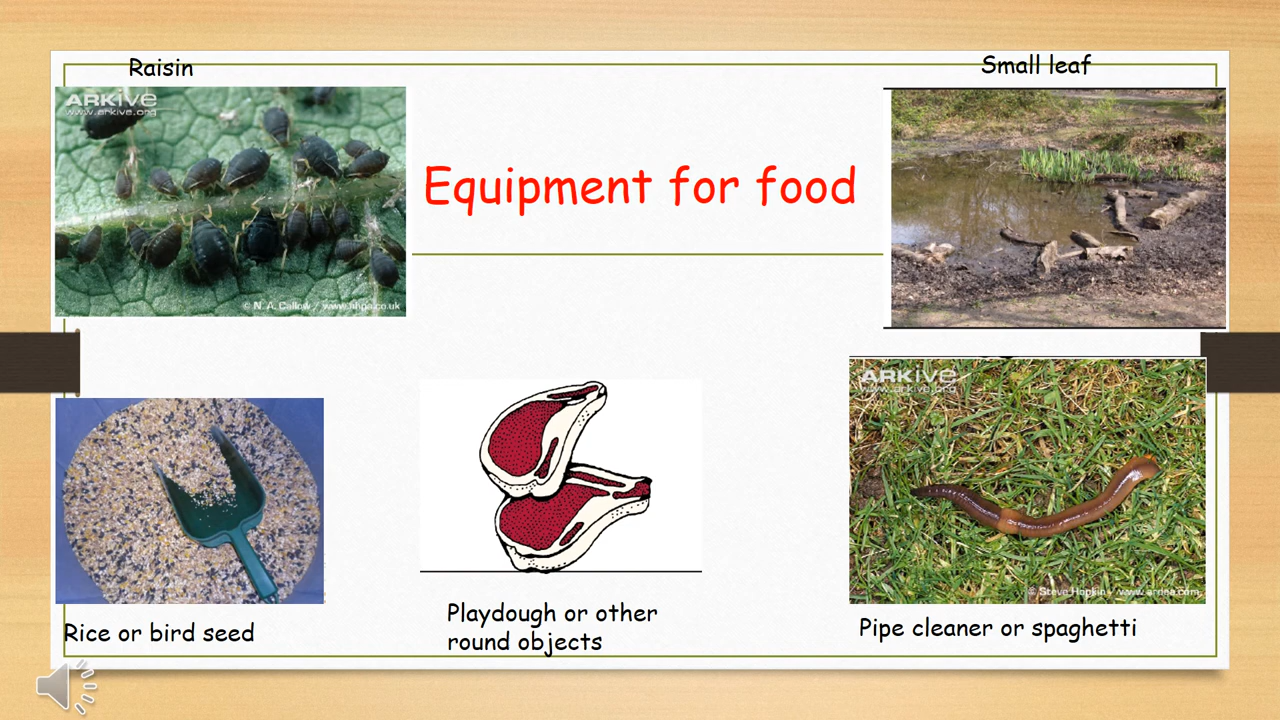 Raisin
Small leaf
ARKIVE
www.arkive.org
Equipment for food
© N. A. Callow / www.nhpa.co.uk
ARKIVE
www.arkive.org
© Steve Hopkin / www.ardea.com
Rice or bird seed
Playdough or other
round objects
Pipe cleaner or spaghetti